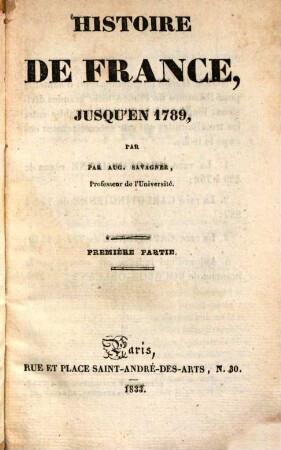 HISTOIRE
DE FRANCE,
JUSQU'EN 1789,
PAR
PAR AUG. SAVAGNER,
Professeur de l'Université.
PREMIÈRE PARTIE.
Paris,
RUE ET PLACE SAINT-ANDRÉ-DES-ARTS, N. 30.
1833.